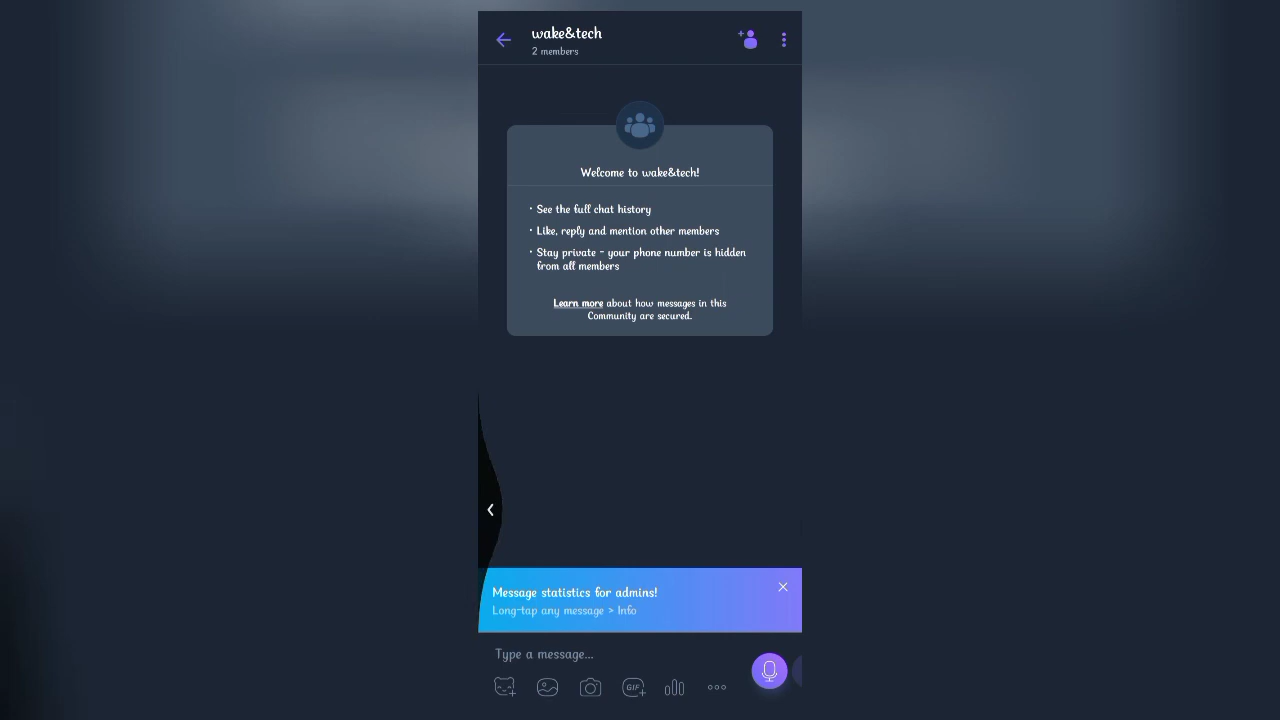 wake&tech
2 members
Welcome to wake&tech!
• See the full chat history
• Like, reply and mention other members
• Stay private - your phone number is hidden
from all members
Learn more about how messages in this
Community are secured.
Message statistics for admins!
Long-tap any message > Info
Type a message...
GIF